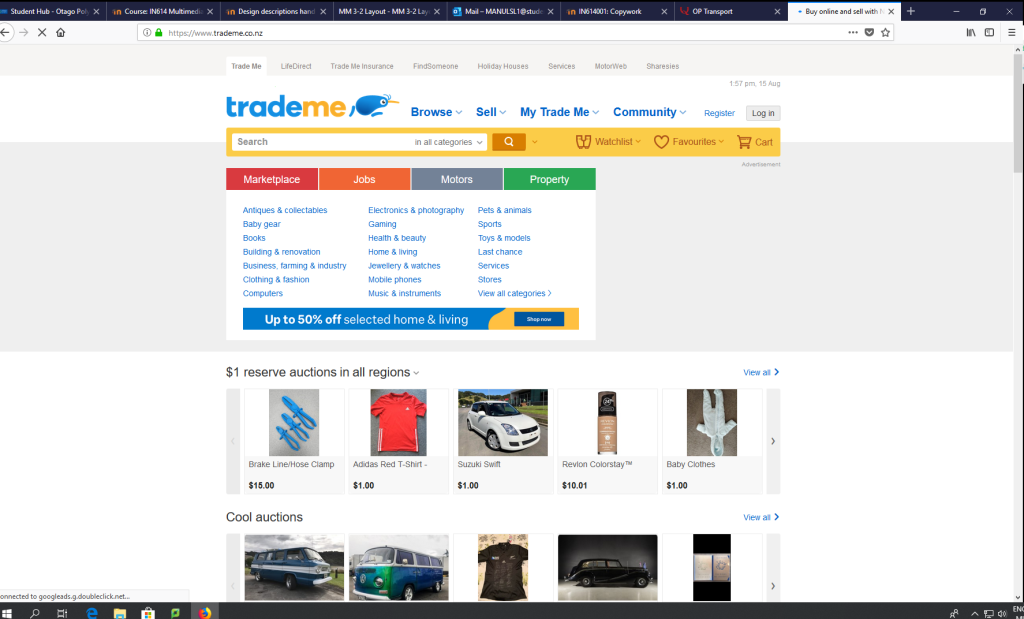 Student Hub - Otago Pol
Course: IN614 Multimedi
Design descriptions hand
MM 3-2 Layout - MM 3-2 Lay
Mail – MANULSL1@stude
IN614001: Copywork
OP Transport
Buy online and sell with
https://www.trademe.co.nz
Trade Me LifeDirect Trade Me Insurance FindSomeone Holiday Houses Services MotorWeb Sharesies
1:57 pm, 15 Aug
trademe
Browse Sell My Trade Me Community Register Log in
Search in all categories Watchlist Favourites Cart
Advertisement
Marketplace Jobs Motors Property
Antiques & collectables Electronics & photography Pets & animals
Baby gear Gaming Sports
Books Health & beauty Toys & models
Building & renovation Home & living Last chance
Business, farming & industry Jewellery & watches Services
Clothing & fashion Mobile phones Stores
Computers Music & instruments View all categories
Up to 50% off selected home & living Shop now
$1 reserve auctions in all regions View all
Brake Line/Hose Clamp Adidas Red T-Shirt - Suzuki Swift Revlon Colorstay™ Baby Clothes
$15.00 $1.00 $1.00 $10.01 $1.00
Cool auctions View all
onnected to googleads.g.doubleclick.net...
ENG